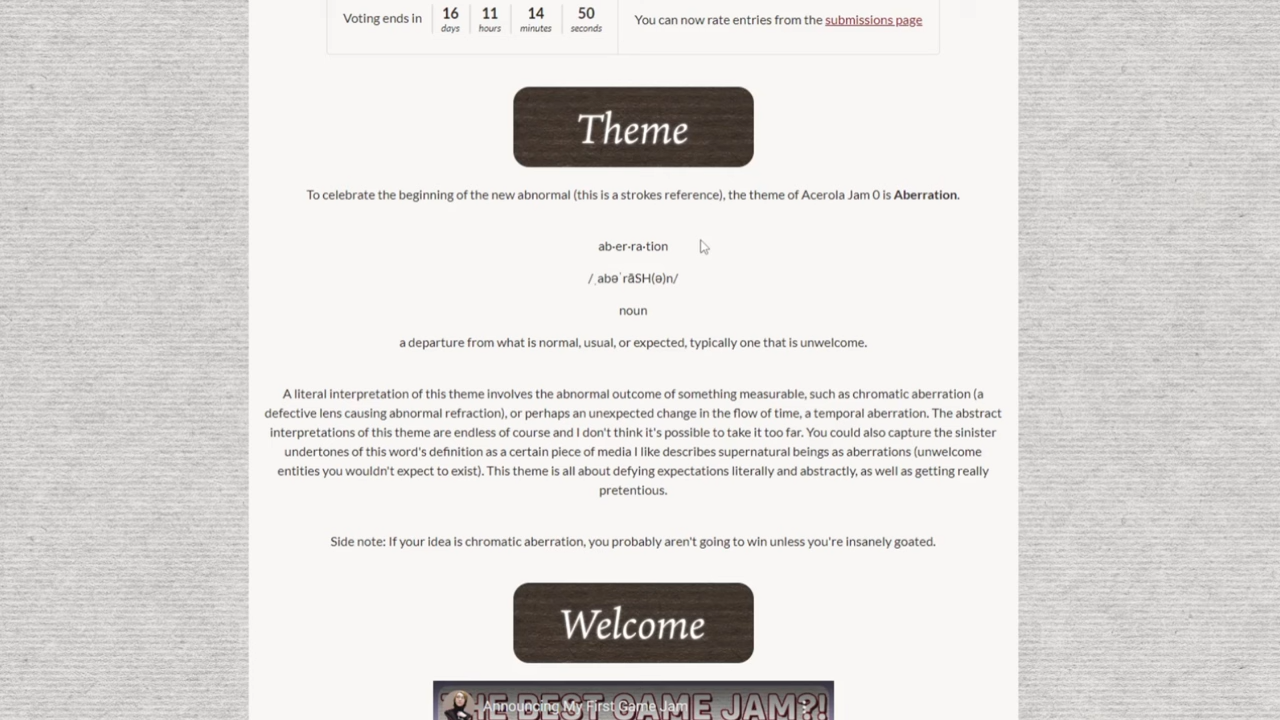 Voting ends in 16 days 11 hours 14 minutes 50 seconds
You can now rate entries from the submissions page
Theme
To celebrate the beginning of the new abnormal (this is a strokes reference), the theme of Acerola Jam 0 is Aberration.
ab·er·ra·tion
/ˌabəˈrāSH(ə)n/
noun
a departure from what is normal, usual, or expected, typically one that is unwelcome.
A literal interpretation of this theme involves the abnormal outcome of something measurable, such as chromatic aberration (a
defective lens causing abnormal refraction), or perhaps an unexpected change in the flow of time, a temporal aberration. The abstract
interpretations of this theme are endless of course and I don't think it's possible to take it too far. You could also capture the sinister
undertones of this word's definition as a certain piece of media I like describes supernatural beings as aberrations (unwelcome
entities you wouldn't expect to exist). This theme is all about defying expectations literally and abstractly, as well as getting really
pretentious.
Side note: If your idea is chromatic aberration, you probably aren't going to win unless you're insanely goated.
Welcome
THE BEST GAME JAM?!
Announcing My First Game Jam